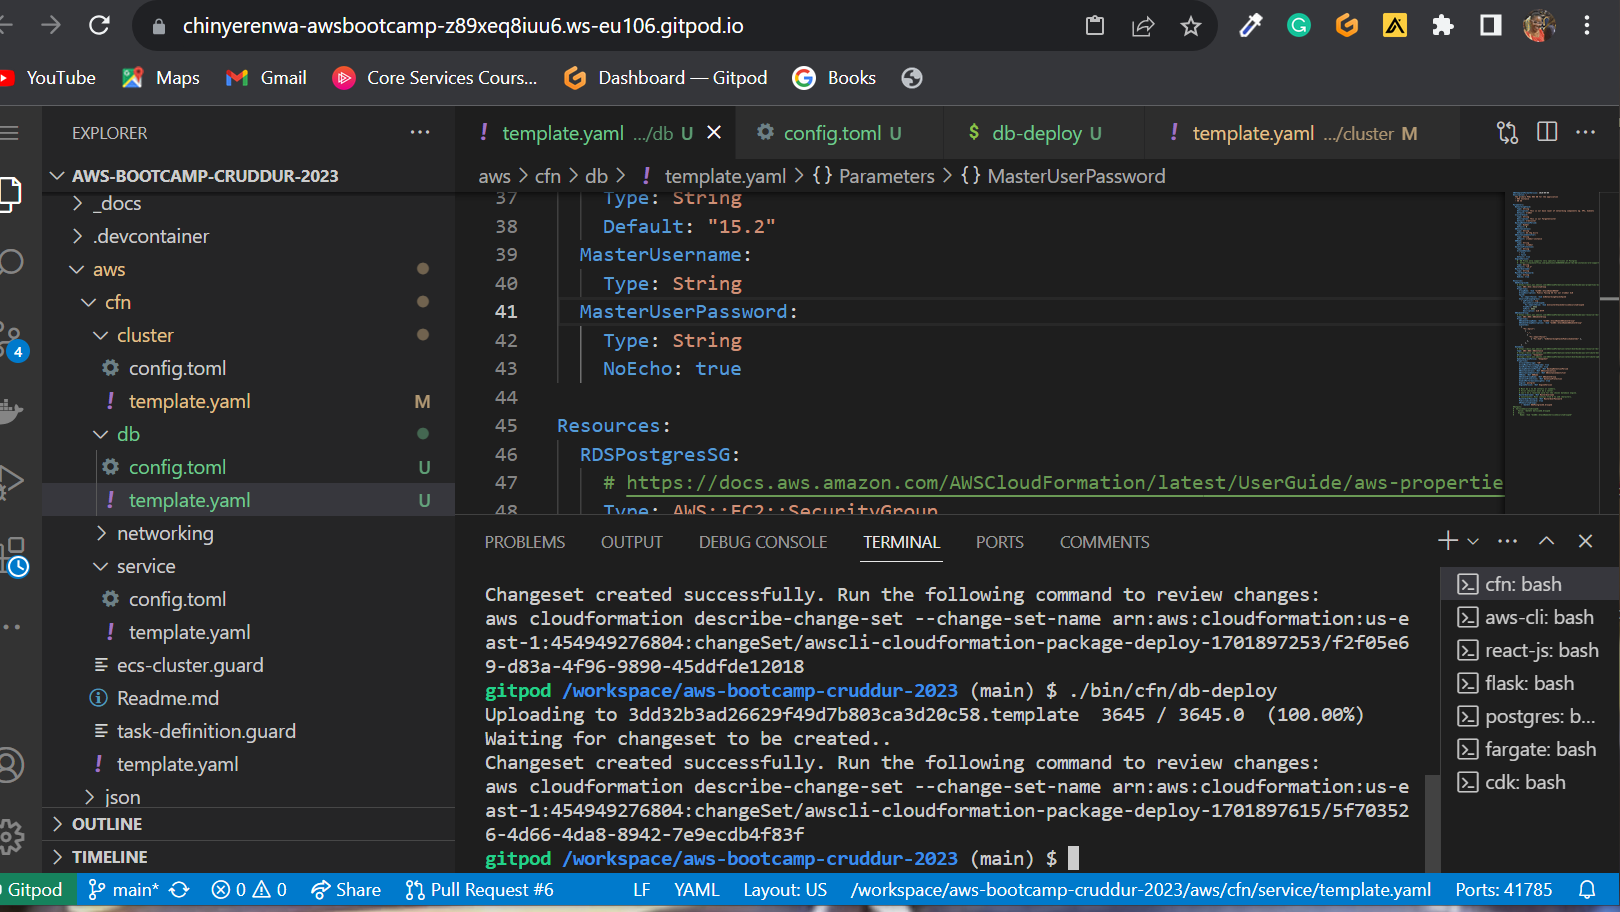 chinyerenwa-awsbootcamp-z89xeq8iuu6.ws-eu106.gitpod.io
YouTube Maps Gmail Core Services Cours... Dashboard — Gitpod Books
EXPLORER
template.yaml .../db U
config.toml U
$ db-deploy U
template.yaml .../cluster M
aws > cfn > db > ! template.yaml > {} Parameters > {} MasterUserPassword
AWS-BOOTCAMP-CRUDDUR-2023
_docs
.devcontainer
aws
cfn
cluster
config.toml
! template.yaml M
db
config.toml U
! template.yaml U
networking
service
config.toml
! template.yaml
ecs-cluster.guard
Readme.md
task-definition.guard
! template.yaml
json
OUTLINE
TIMELINE
4
37 Type: String
38 Default: "15.2"
39 MasterUsername:
40 Type: String
41 MasterUserPassword:
42 Type: String
43 NoEcho: true
44
45 Resources:
46 RDSPostgresSG:
47 # https://docs.aws.amazon.com/AWSCloudFormation/latest/UserGuide/aws-propertie
48 Type: AWS::EC2::SecurityGroup
PROBLEMS OUTPUT DEBUG CONSOLE TERMINAL PORTS COMMENTS
Changeset created successfully. Run the following command to review changes:
aws cloudformation describe-change-set --change-set-name arn:aws:cloudformation:us-e
ast-1:454949276804:changeSet/awscli-cloudformation-package-deploy-1701897253/f2f05e6
9-d83a-4f96-9890-45ddfde12018
gitpod /workspace/aws-bootcamp-cruddur-2023 (main) $ ./bin/cfn/db-deploy
Uploading to 3dd32b3ad26629f49d7b803ca3d20c58.template 3645 / 3645.0 (100.00%)
Waiting for changeset to be created..
Changeset created successfully. Run the following command to review changes:
aws cloudformation describe-change-set --change-set-name arn:aws:cloudformation:us-e
ast-1:454949276804:changeSet/awscli-cloudformation-package-deploy-1701897615/5f70352
6-4d66-4da8-8942-7e9ecdb4f83f
gitpod /workspace/aws-bootcamp-cruddur-2023 (main) $
cfn: bash
aws-cli: bash
react-js: bash
flask: bash
postgres: b...
fargate: bash
cdk: bash
Gitpod main* 0 0 Share Pull Request #6 LF YAML Layout: US /workspace/aws-bootcamp-cruddur-2023/aws/cfn/service/template.yaml Ports: 41785